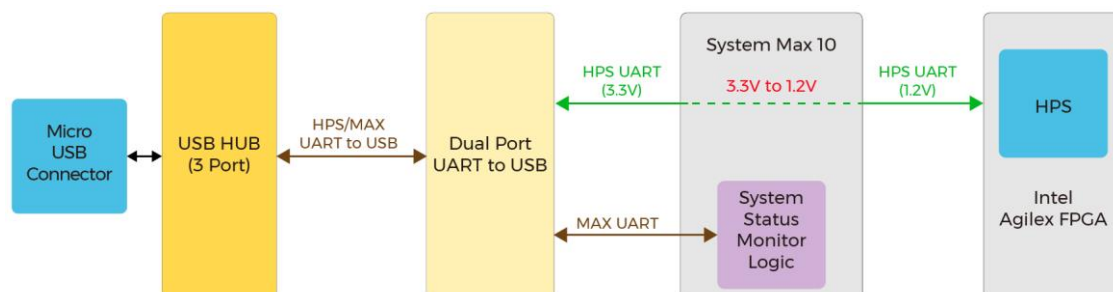 Micro
USB
Connector
USB HUB
(3 Port)
HPS/MAX
UART to USB
Dual Port
UART to USB
HPS UART
(3.3V)
MAX UART
System Max 10
3.3V to 1.2V
System
Status
Monitor
Logic
HPS UART
(1.2V)
HPS
Intel
Agilex FPGA